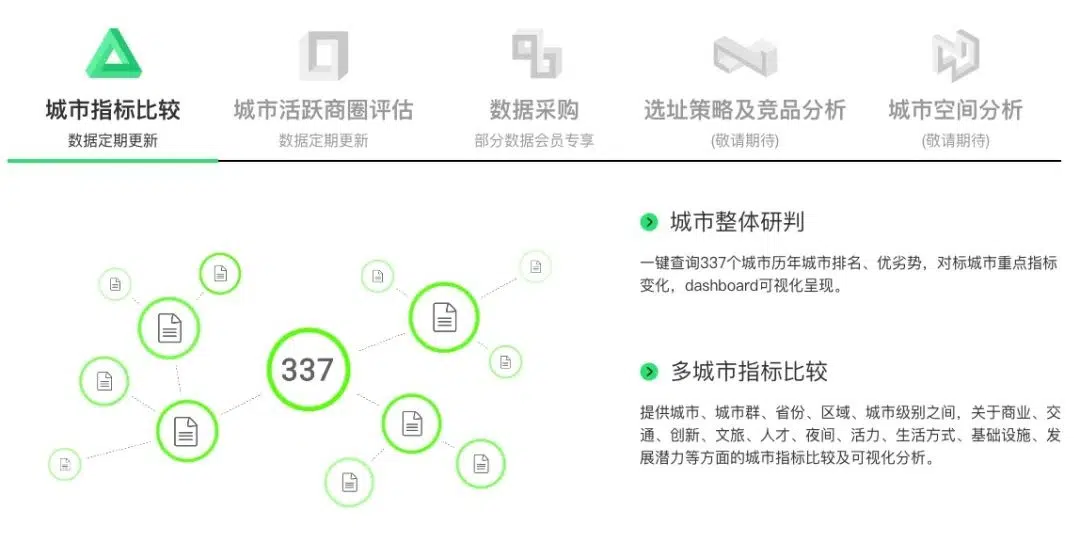 城市指标比较
数据定期更新
城市活跃商圈评估
数据定期更新
数据采购
部分数据会员专享
选址策略及竞品分析
(敬请期待)
城市空间分析
(敬请期待)
337
城市整体研判
一键查询337个城市历年城市排名、优劣势，对标城市重点指标
变化，dashboard可视化呈现。
多城市指标比较
提供城市、城市群、省份、区域、城市级别之间，关于商业、交
通、创新、文旅、人才、夜间、活力、生活方式、基础设施、发
展潜力等方面的城市指标比较及可视化分析。